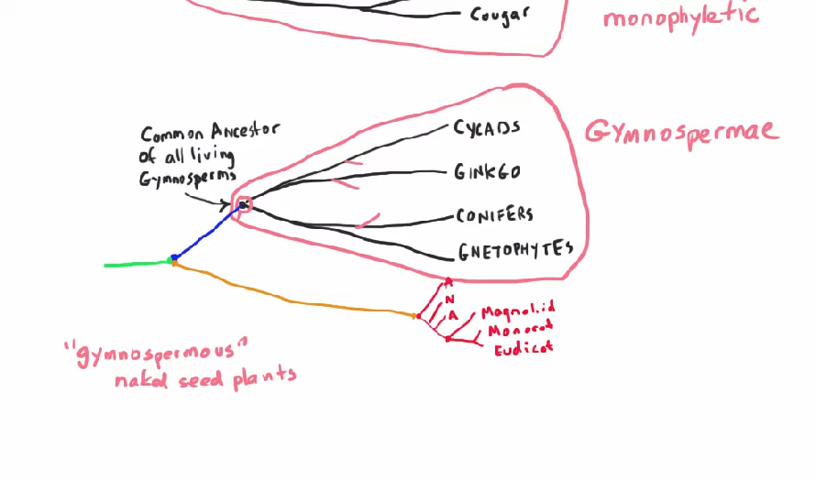 Cougar
monophyletic
Common Ancestor
of all living
Gymnosperms
CYCADS
GINKGO
CONIFERS
GNETOPHYTES
Gymnospermae
A
N
A
Magnoliid
Monocot
Eudicot
"gymnospermous"
naked seed plants